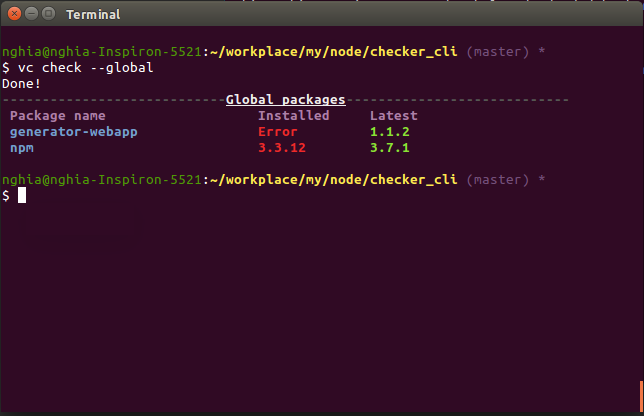 Terminal
nghia@nghia-Inspiron-5521:~/workplace/my/node/checker_cli (master) *
$ vc check --global
Done!
----------------------------Global packages----------------------------
Package name Installed Latest
generator-webapp Error 1.1.2
npm 3.3.12 3.7.1
nghia@nghia-Inspiron-5521:~/workplace/my/node/checker_cli (master) *
$